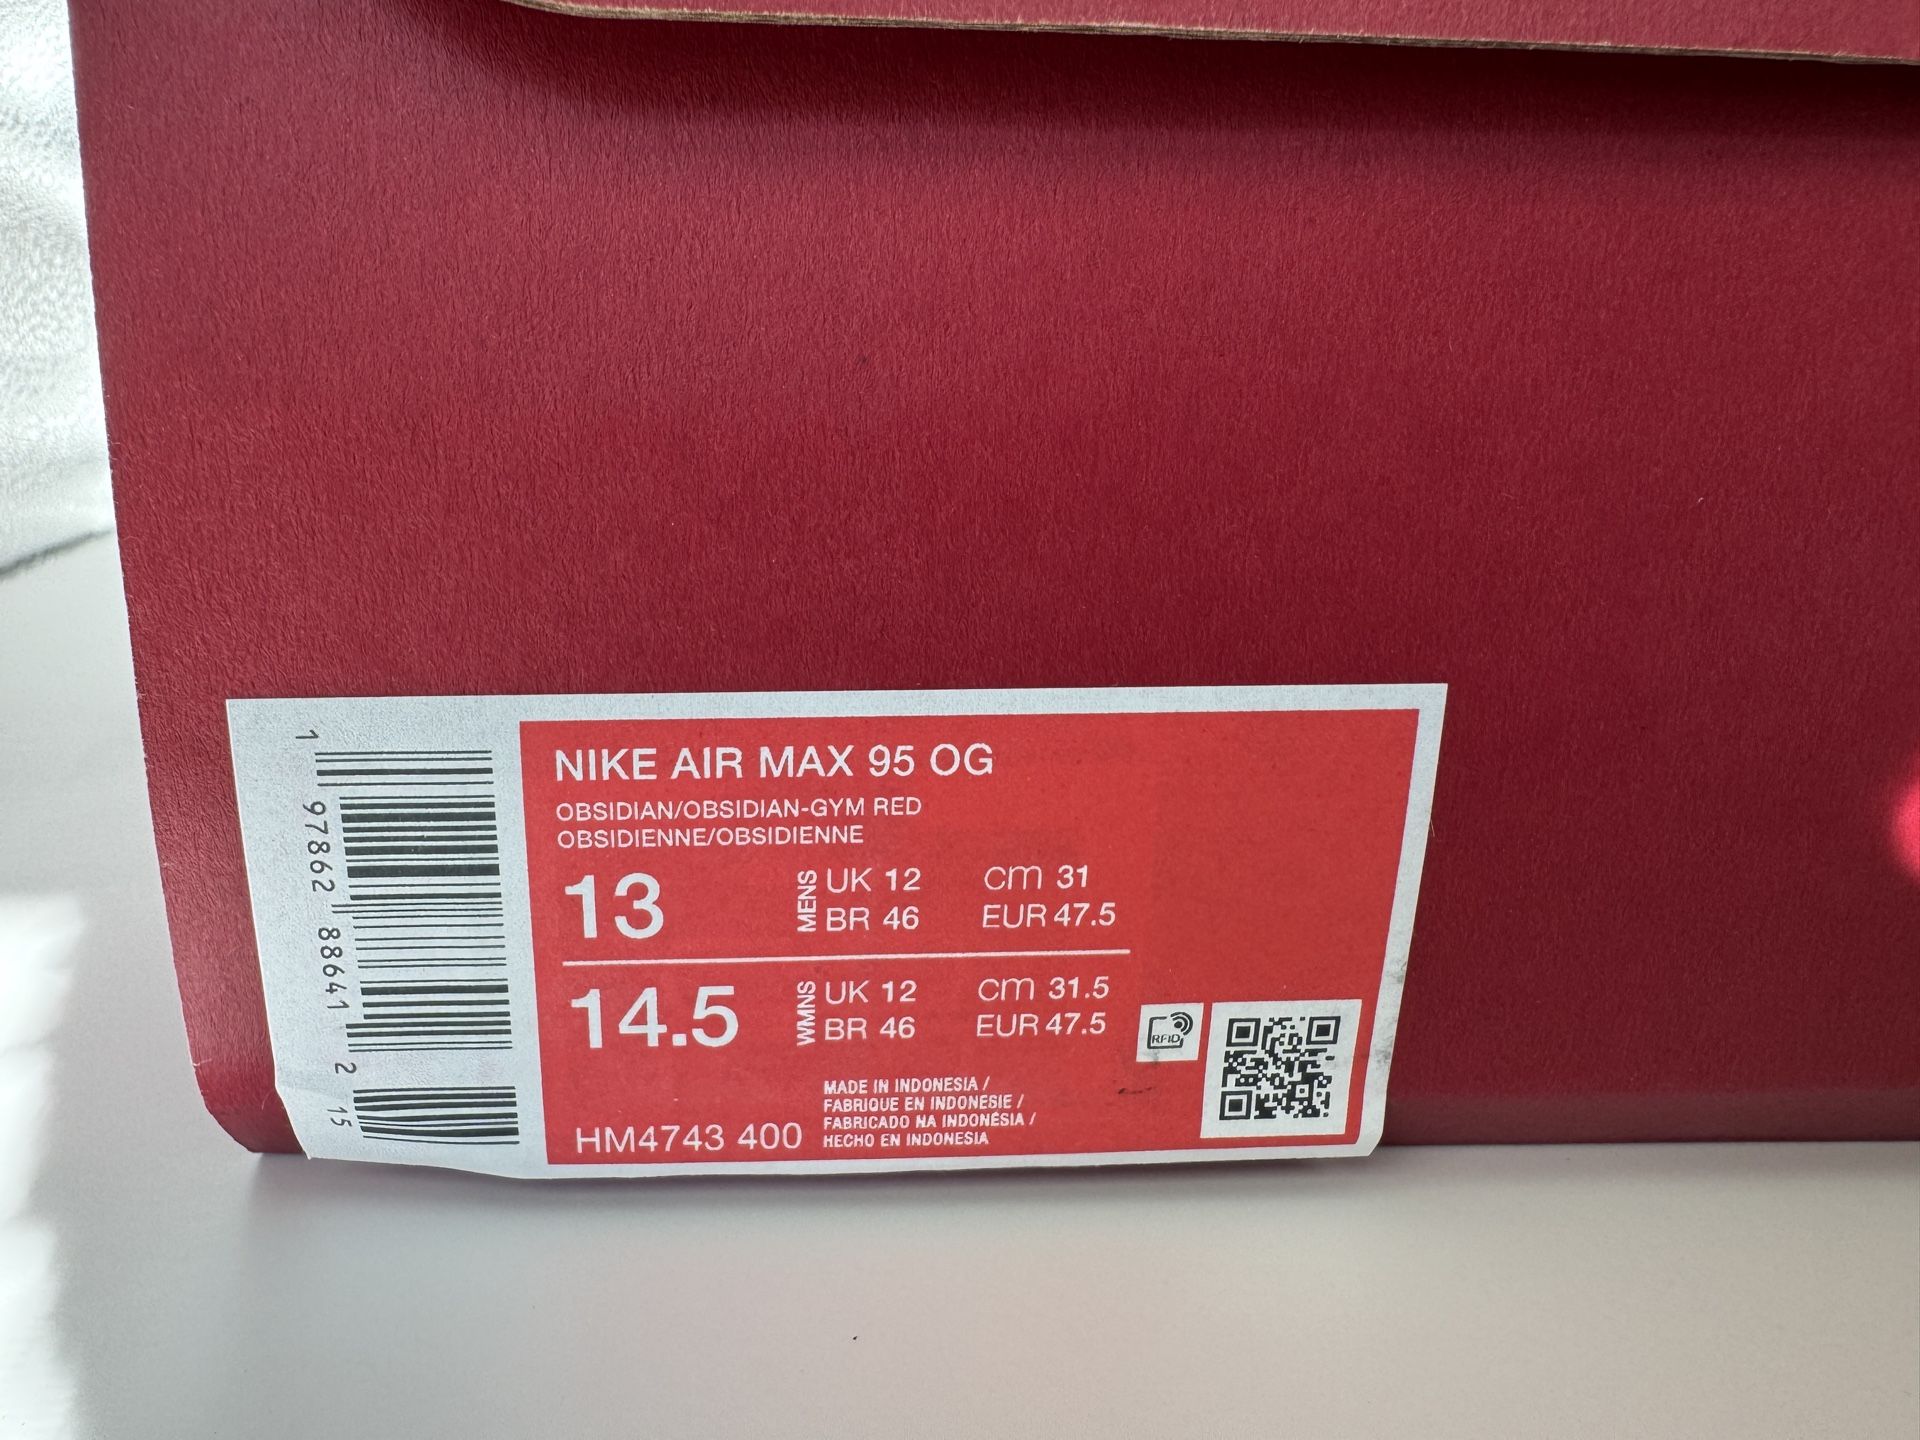 NIKE AIR MAX 95 OG
OBSIDIAN/OBSIDIAN-GYM RED
OBSIDIENNE/OBSIDIENNE
13 MENS UK 12 cm 31
BR 46 EUR 47.5
14.5 WMNS UK 12 cm 31.5
BR 46 EUR 47.5
RFID
MADE IN INDONESIA /
FABRIQUE EN INDONÉSIE /
FABRICADO NA INDONÉSIA /
HECHO EN INDONESIA
HM4743 400
1 97862 88641 2 15